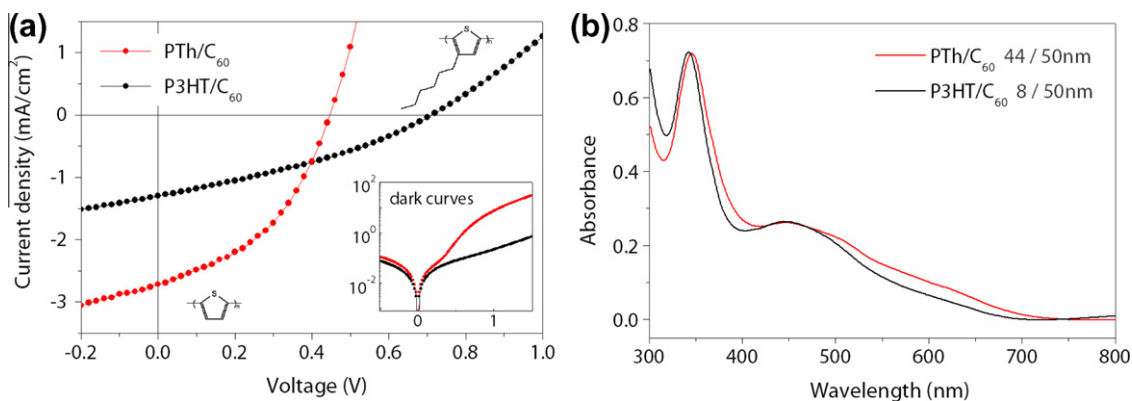 (a)
PTh/C60
P3HT/C60
S
n
1
0
-1
-2
-3
Current density (mA/cm2)
-0.2
0.0
0.2
0.4
0.6
0.8
1.0
Voltage (V)
S
n
dark curves
10^2
10^0
10^-2
0
1
(b)
PTh/C60 44 / 50nm
P3HT/C60 8 / 50nm
0.8
0.6
0.4
0.2
0.0
Absorbance
300
400
500
600
700
800
Wavelength (nm)